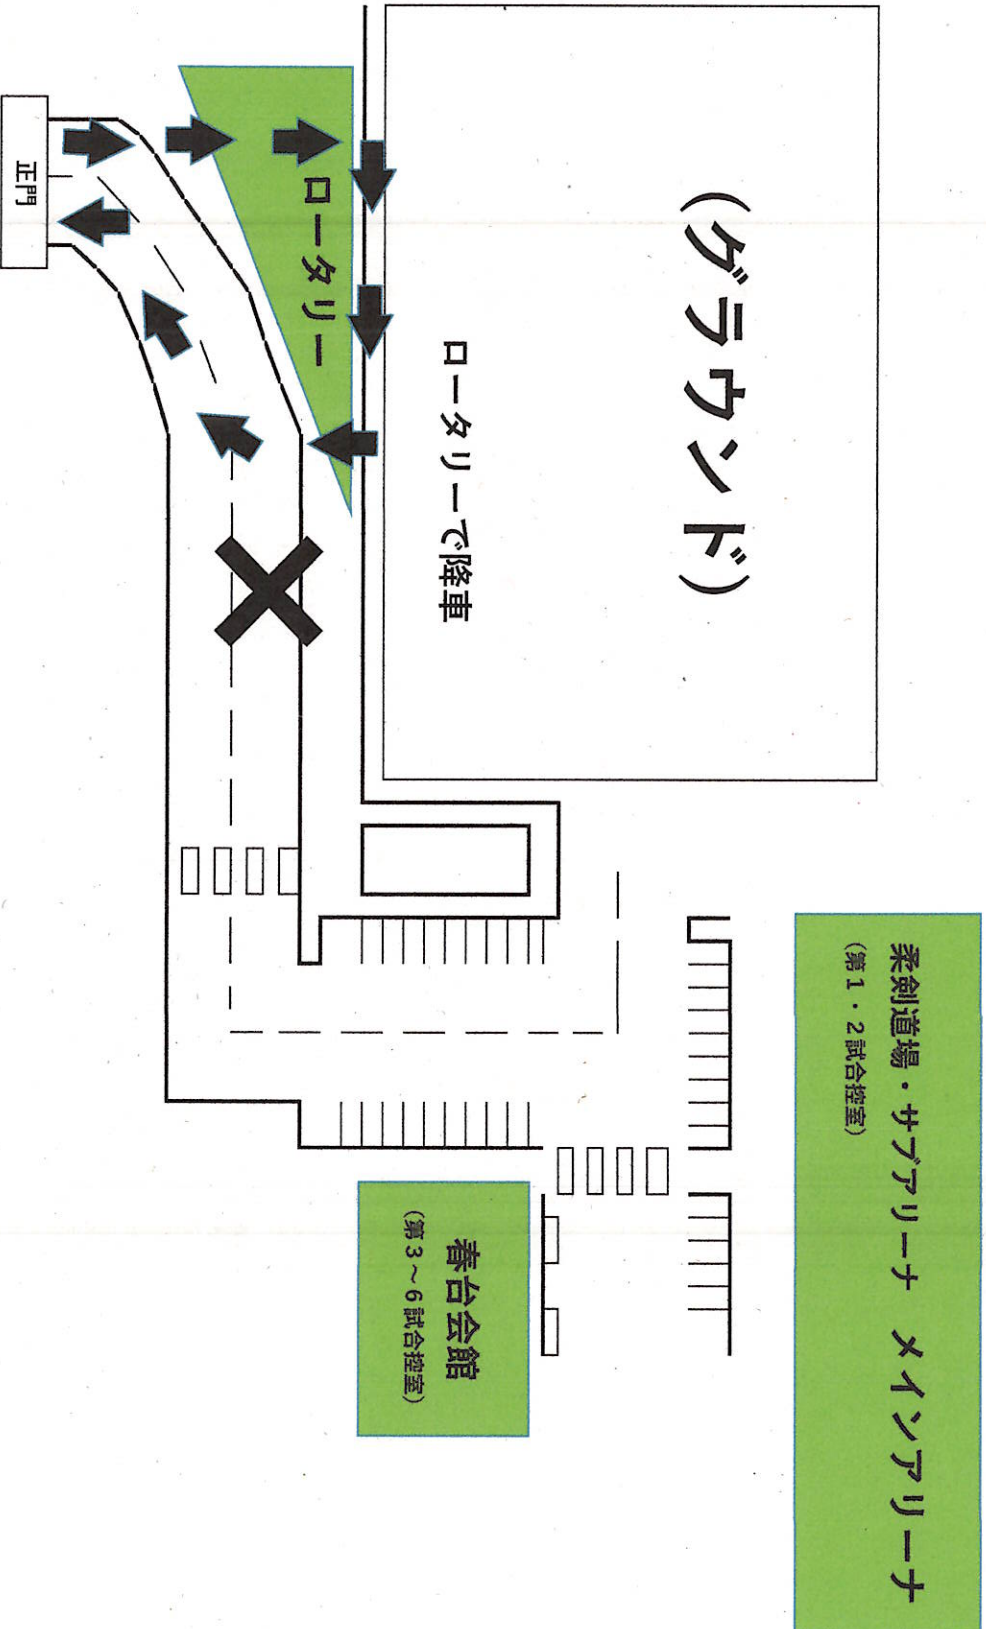 柔剣道場・サブアリーナ　メインアリーナ
（第１・２試合控室）
（グラウンド）
ロータリーで降車
春台会館
（第３～６試合控室）
ロータリー
正門